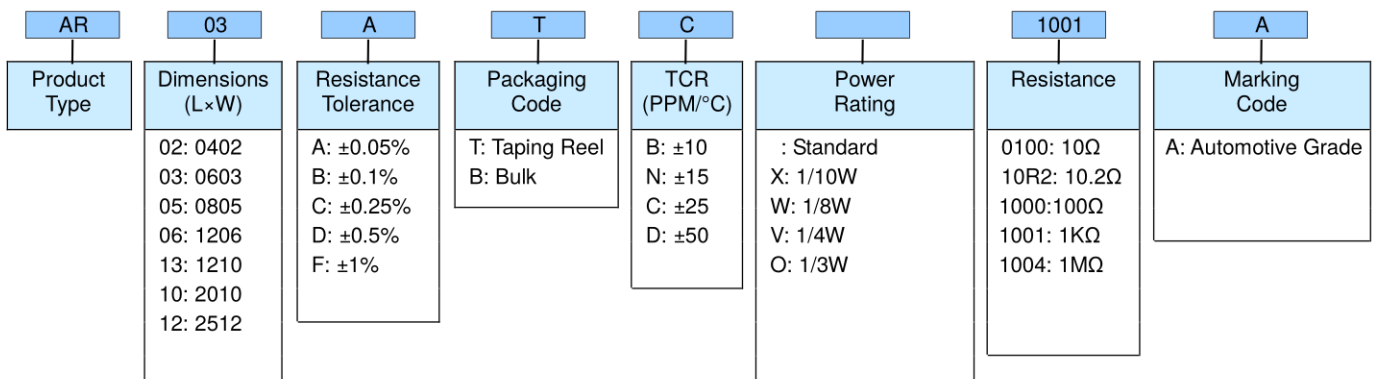 AR 03 A T C 1001 A
Product Type
Dimensions (L×W)
Resistance Tolerance
Packaging Code
TCR (PPM/°C)
Power Rating
Resistance
Marking Code
02: 0402
03: 0603
05: 0805
06: 1206
13: 1210
10: 2010
12: 2512
A: ±0.05%
B: ±0.1%
C: ±0.25%
D: ±0.5%
F: ±1%
T: Taping Reel
B: Bulk
B: ±10
N: ±15
C: ±25
D: ±50
: Standard
X: 1/10W
W: 1/8W
V: 1/4W
O: 1/3W
0100: 10Ω
10R2: 10.2Ω
1000:100Ω
1001: 1KΩ
1004: 1MΩ
A: Automotive Grade